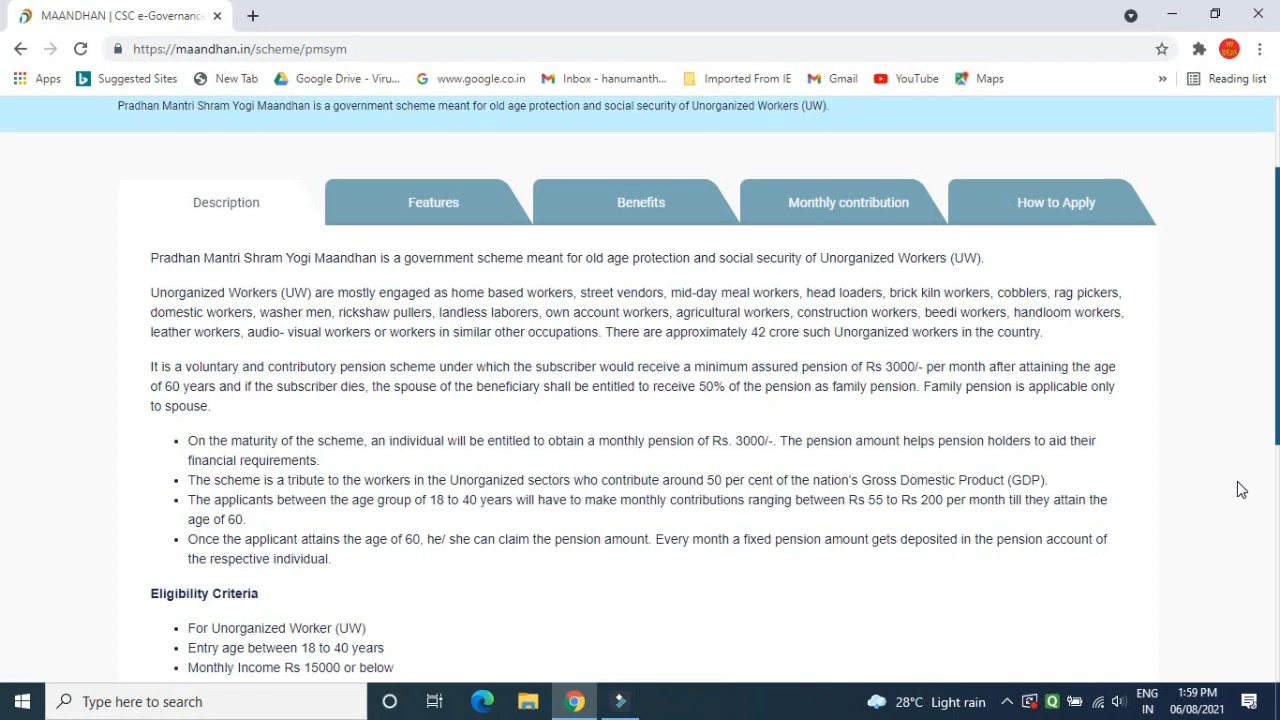 MAANDHAN | CSC e-Governance
https://maandhan.in/scheme/pmsym
Apps Suggested Sites New Tab Google Drive - Viru... www.google.co.in Inbox - hanumanth... Imported From IE Gmail YouTube Maps » Reading list
Pradhan Mantri Shram Yogi Maandhan is a government scheme meant for old age protection and social security of Unorganized Workers (UW).
Description Features Benefits Monthly contribution How to Apply
Pradhan Mantri Shram Yogi Maandhan is a government scheme meant for old age protection and social security of Unorganized Workers (UW).
Unorganized Workers (UW) are mostly engaged as home based workers, street vendors, mid-day meal workers, head loaders, brick kiln workers, cobblers, rag pickers,
domestic workers, washer men, rickshaw pullers, landless laborers, own account workers, agricultural workers, construction workers, beedi workers, handloom workers,
leather workers, audio- visual workers or workers in similar other occupations. There are approximately 42 crore such Unorganized workers in the country.
It is a voluntary and contributory pension scheme under which the subscriber would receive a minimum assured pension of Rs 3000/- per month after attaining the age
of 60 years and if the subscriber dies, the spouse of the beneficiary shall be entitled to receive 50% of the pension as family pension. Family pension is applicable only
to spouse.
• On the maturity of the scheme, an individual will be entitled to obtain a monthly pension of Rs. 3000/-. The pension amount helps pension holders to aid their
financial requirements.
• The scheme is a tribute to the workers in the Unorganized sectors who contribute around 50 per cent of the nation's Gross Domestic Product (GDP).
• The applicants between the age group of 18 to 40 years will have to make monthly contributions ranging between Rs 55 to Rs 200 per month till they attain the
age of 60.
• Once the applicant attains the age of 60, he/ she can claim the pension amount. Every month a fixed pension amount gets deposited in the pension account of
the respective individual.
Eligibility Criteria
• For Unorganized Worker (UW)
• Entry age between 18 to 40 years
• Monthly Income Rs 15000 or below
Type here to search
28°C Light rain
ENG
IN
1:59 PM
06/08/2021